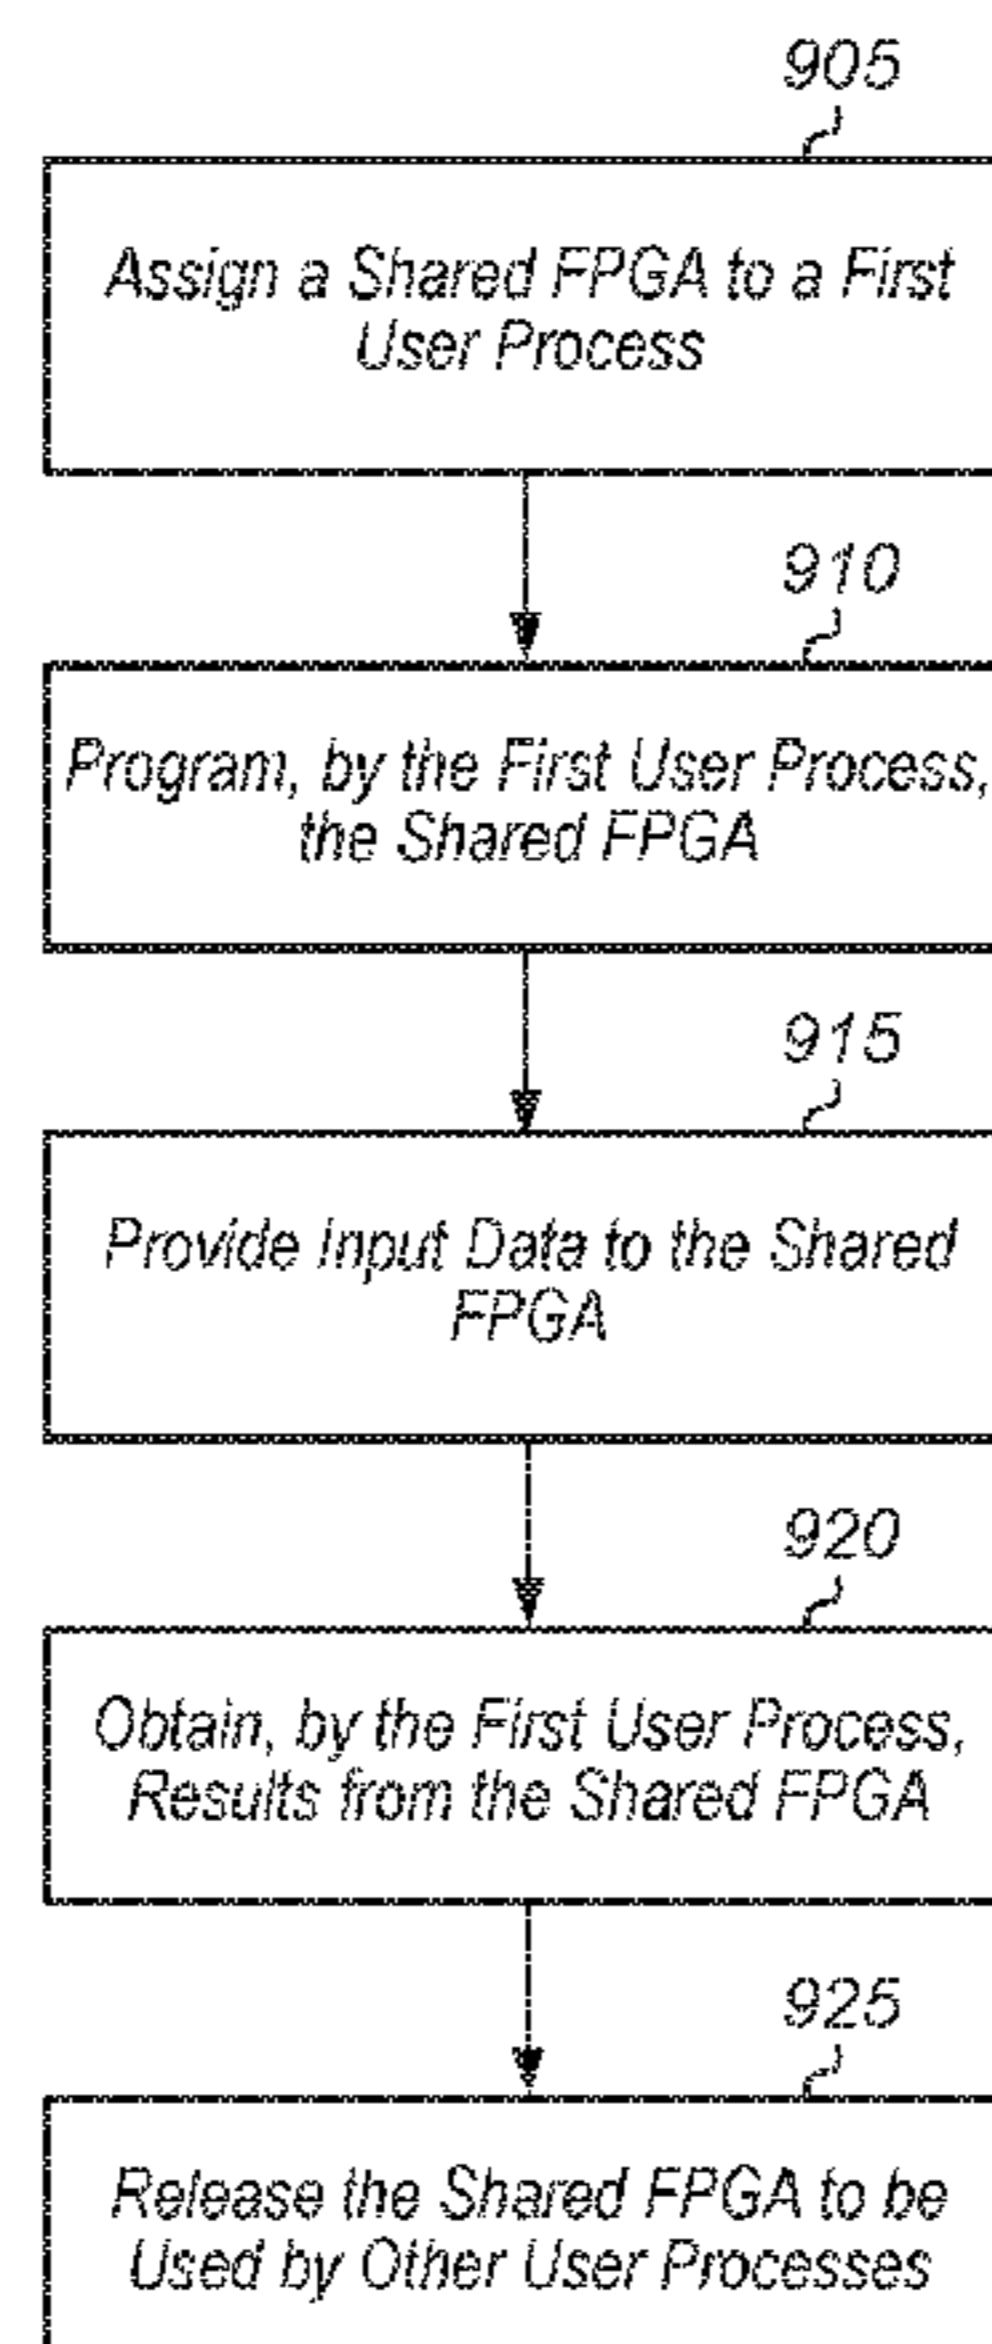 905
Assign a Shared FPGA to a First
User Process
910
Program, by the First User Process,
the Shared FPGA
915
Provide Input Data to the Shared
FPGA
920
Obtain, by the First User Process,
Results from the Shared FPGA
925
Release the Shared FPGA to be
Used by Other User Processes